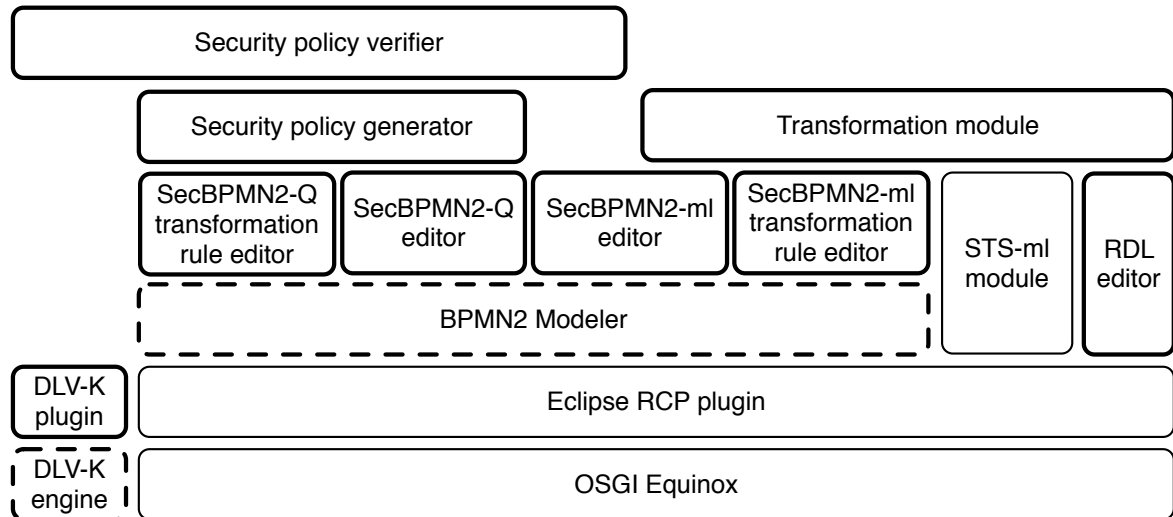 Security policy verifier
Security policy generator
Transformation module
SecBPMN2-Q
transformation
rule editor
SecBPMN2-Q
editor
SecBPMN2-ml
editor
SecBPMN2-ml
transformation
rule editor
STS-ml
module
RDL
editor
BPMN2 Modeler
DLV-K
plugin
Eclipse RCP plugin
DLV-K
engine
OSGI Equinox